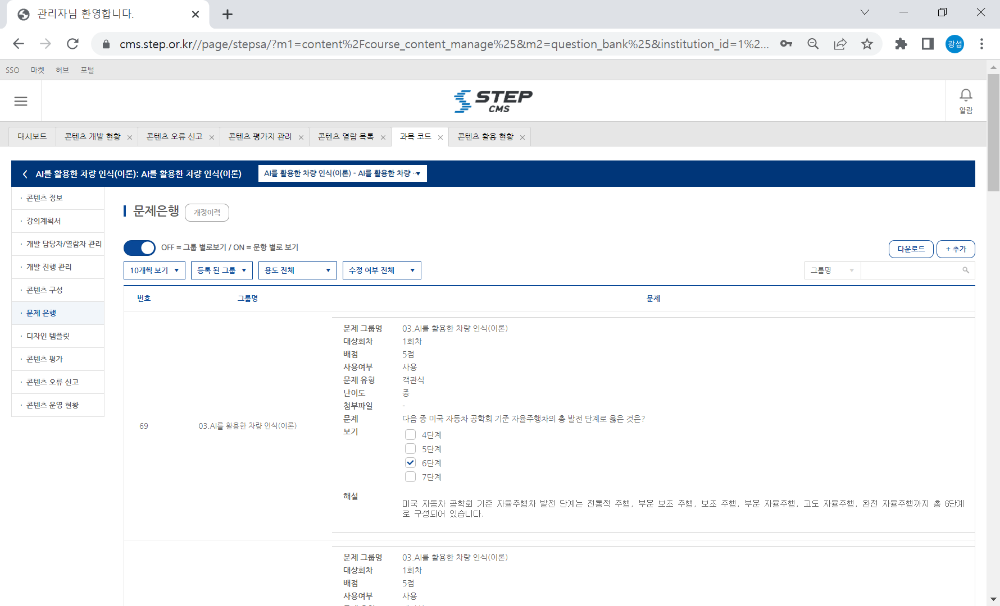 관리자님 환영합니다.
cms.step.or.kr//page/stepsa/?m1=content%2Fcourse_content_manage%25&m2=question_bank%25&institution_id=1%2...
광섭
SSO 마켓 허브 포털
STEP
CMS
알람
대시보드 콘텐츠 개발 현황 콘텐츠 오류 신고 콘텐츠 평가지 관리 콘텐츠 열람 목록 과목 코드 콘텐츠 활용 현황
AI를 활용한 차량 인식(이론): AI를 활용한 차량 인식(이론) AI를 활용한 차량 인식(이론) - AI를 활용한 차량 ··
· 콘텐츠 정보
· 강의계획서
· 개발 담당자/열람자 관리
· 개발 진행 관리
· 콘텐츠 구성
· 문제 은행
· 디자인 템플릿
· 콘텐츠 평가
· 콘텐츠 오류 신고
· 콘텐츠 운영 현황
문제은행 개정이력
OFF = 그룹 별로보기 / ON = 문항 별로 보기 다운로드 + 추가
10개씩 보기 등록 된 그룹 용도 전체 수정 여부 전체 그룹명
번호 그룹명 문제
69 03.AI를 활용한 차량 인식(이론)
문제 그룹명 03.AI를 활용한 차량 인식(이론)
대상회차 1회차
배점 5점
사용여부 사용
문제 유형 객관식
난이도 중
첨부파일 -
문제 다음 중 미국 자동차 공학회 기준 자율주행차의 총 발전 단계로 옳은 것은?
보기 4단계
5단계
6단계
7단계
해설 미국 자동차 공학회 기준 자율주행차 발전 단계는 전통적 주행, 부분 보조 주행, 보조 주행, 부분 자율주행, 고도 자율주행, 완전 자율주행까지 총 6단계
로 구성되어 있습니다.
문제 그룹명 03.AI를 활용한 차량 인식(이론)
대상회차 1회차
배점 5점
사용여부 사용